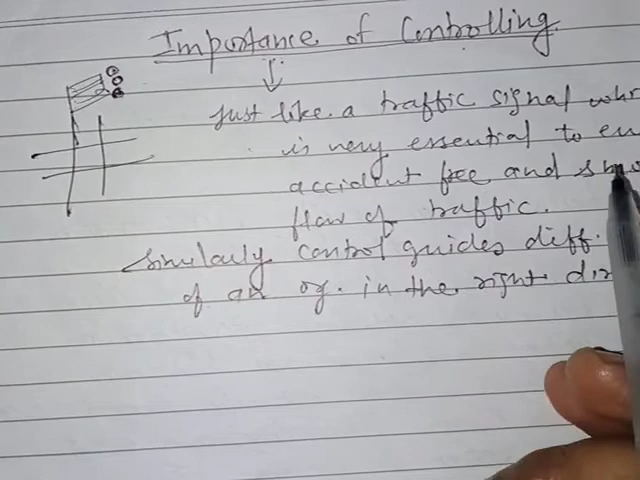 Importance of Controlling
Just like a traffic signal
is very essential to
accident free and
flow of traffic.
Similarly control guides diff.
of an org. in the right